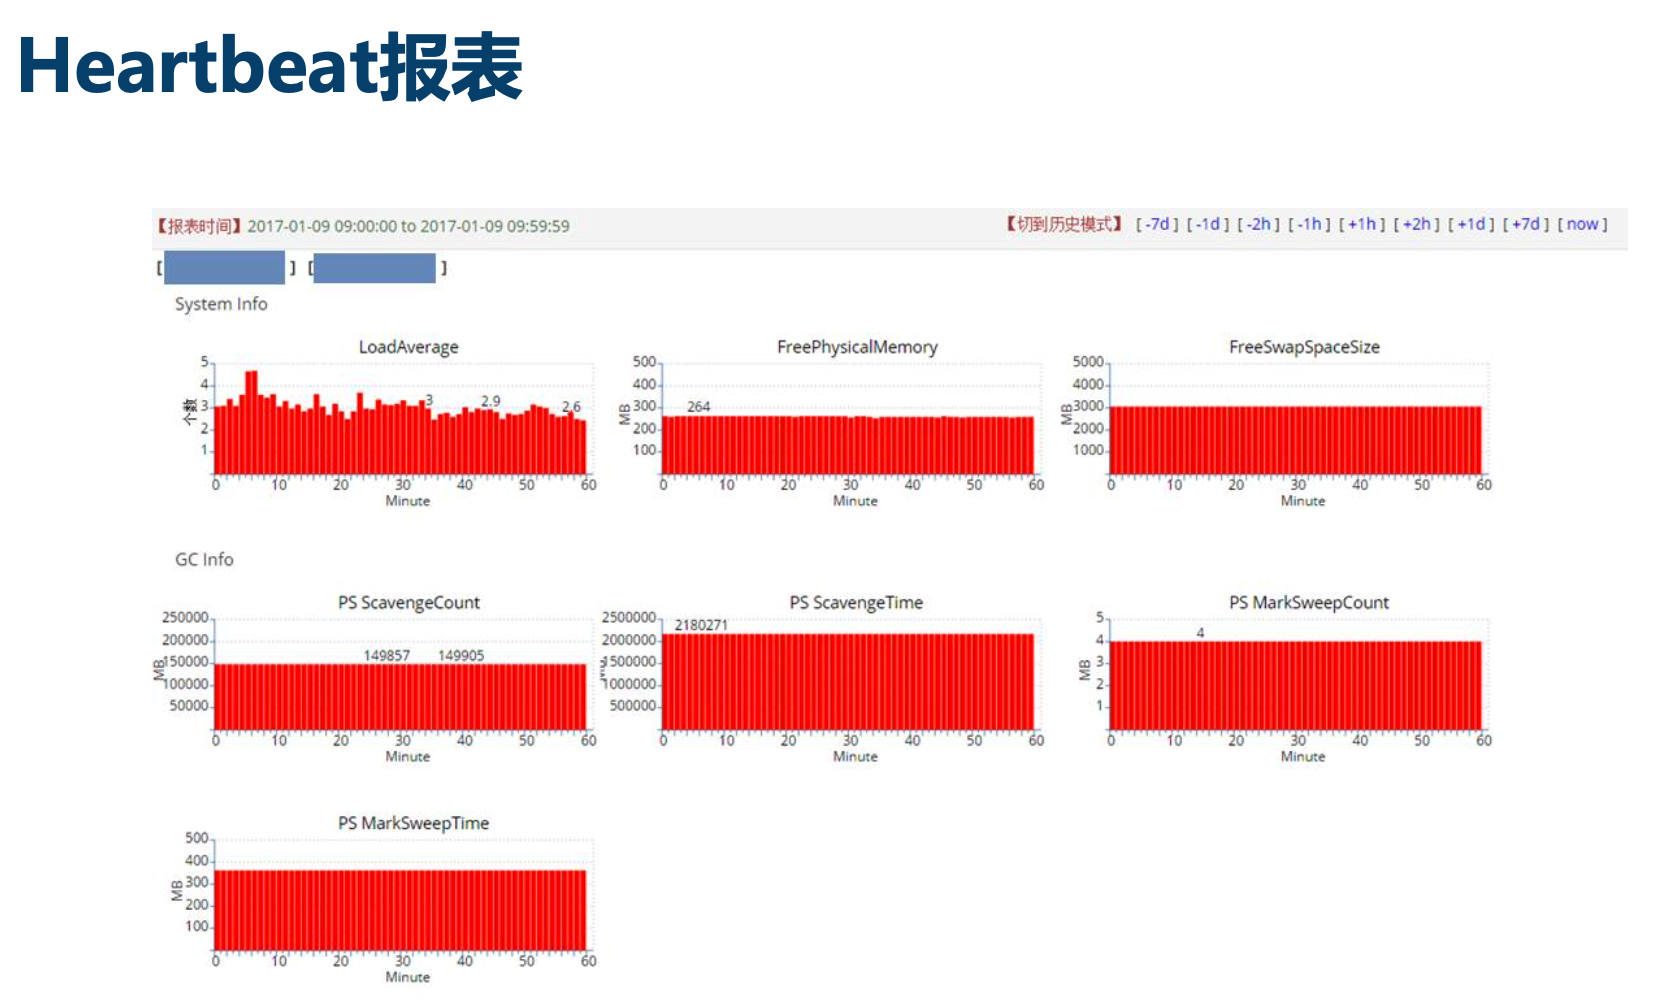 Heartbeat报表
【报表时间】2017-01-09 09:00:00 to 2017-01-09 09:59:59
【切到历史模式】 [ -7d ] [ -1d ] [ -2h ] [ -1h ] [ +1h ] [ +2h ] [ +1d ] [ +7d ] [ now ]
[ ] [ ]
System Info
LoadAverage
5
4
3
2
1
个数
3
2.9
2.6
0 10 20 30 40 50 60
Minute
FreePhysicalMemory
500
400
300
200
100
MB
264
0 10 20 30 40 50 60
Minute
FreeSwapSpaceSize
5000
4000
3000
2000
1000
MB
0 10 20 30 40 50 60
Minute
GC Info
PS ScavengeCount
250000
200000
150000
100000
50000
MB
149857
149905
0 10 20 30 40 50 60
Minute
PS ScavengeTime
2500000
2000000
1500000
1000000
500000
2180271
0 10 20 30 40 50 60
Minute
PS MarkSweepCount
5
4
3
2
1
MB
4
0 10 20 30 40 50 60
Minute
PS MarkSweepTime
500
400
300
200
100
MB
0 10 20 30 40 50 60
Minute